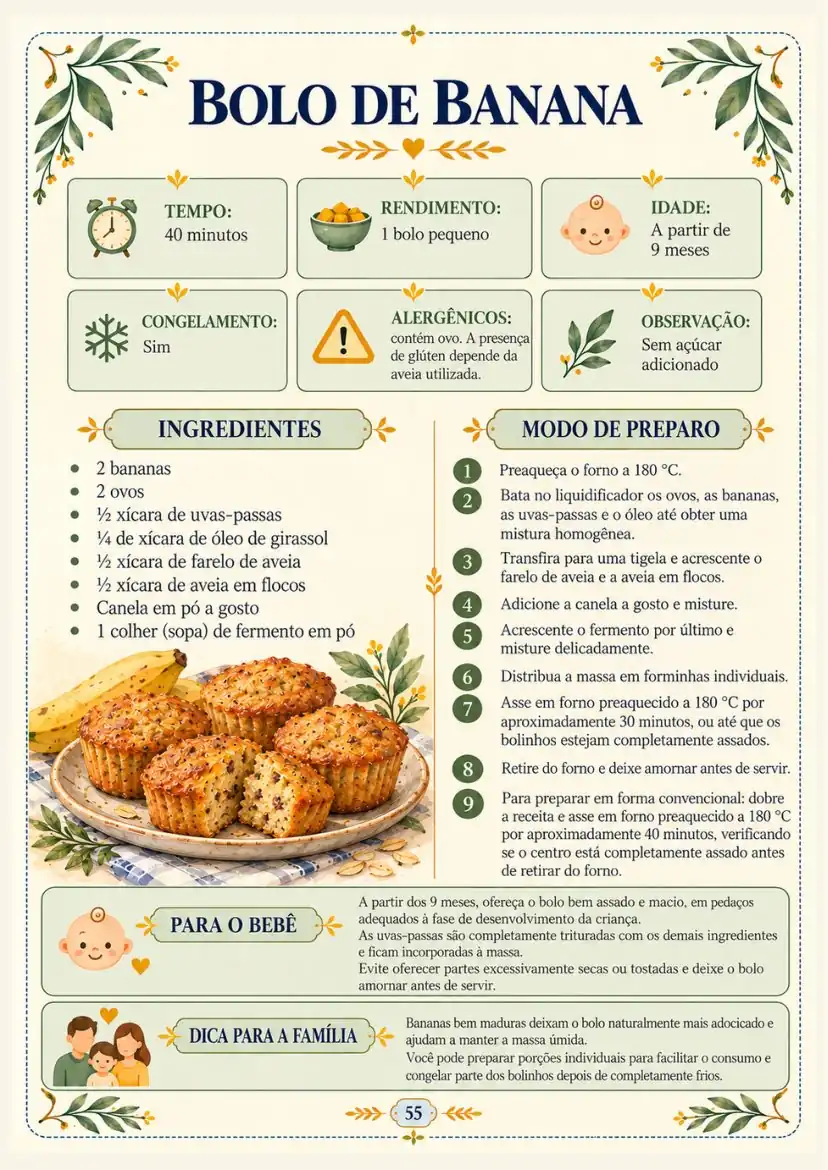 BOLO DE BANANA
TEMPO:
40 minutos
RENDIMENTO:
1 bolo pequeno
IDADE:
A partir de
9 meses
CONGELAMENTO:
Sim
ALERGÊNICOS:
contém ovo. A presença
de glúten depende da
aveia utilizada.
OBSERVAÇÃO:
Sem açúcar
adicionado
INGREDIENTES
• 2 bananas
• 2 ovos
• ½ xícara de uvas-passas
• ¼ de xícara de óleo de girassol
• ½ xícara de farelo de aveia
• ½ xícara de aveia em flocos
• Canela em pó a gosto
• 1 colher (sopa) de fermento em pó
MODO DE PREPARO
1 Preaqueça o forno a 180 °C.
2 Bata no liquidificador os ovos, as bananas,
as uvas-passas e o óleo até obter uma
mistura homogênea.
3 Transfira para uma tigela e acrescente o
farelo de aveia e a aveia em flocos.
4 Adicione a canela a gosto e misture.
5 Acrescente o fermento por último e
misture delicadamente.
6 Distribua a massa em forminhas individuais.
7 Asse em forno preaquecido a 180 °C por
aproximadamente 30 minutos, ou até que os
bolinhos estejam completamente assados.
8 Retire do forno e deixe amornar antes de servir.
9 Para preparar em forma convencional: dobre
a receita e asse em forno preaquecido a 180 °C
por aproximadamente 40 minutos, verificando
se o centro está completamente assado antes
de retirar do forno.
PARA O BEBÊ
A partir dos 9 meses, ofereça o bolo bem assado e macio, em pedaços
adequados à fase de desenvolvimento da criança.
As uvas-passas são completamente trituradas com os demais ingredientes
e ficam incorporadas à massa.
Evite oferecer partes excessivamente secas ou tostadas e deixe o bolo
amornar antes de servir.
DICA PARA A FAMÍLIA
Bananas bem maduras deixam o bolo naturalmente mais adocicado e
ajudam a manter a massa úmida.
Você pode preparar porções individuais para facilitar o consumo e
congelar parte dos bolinhos depois de completamente frios.
55